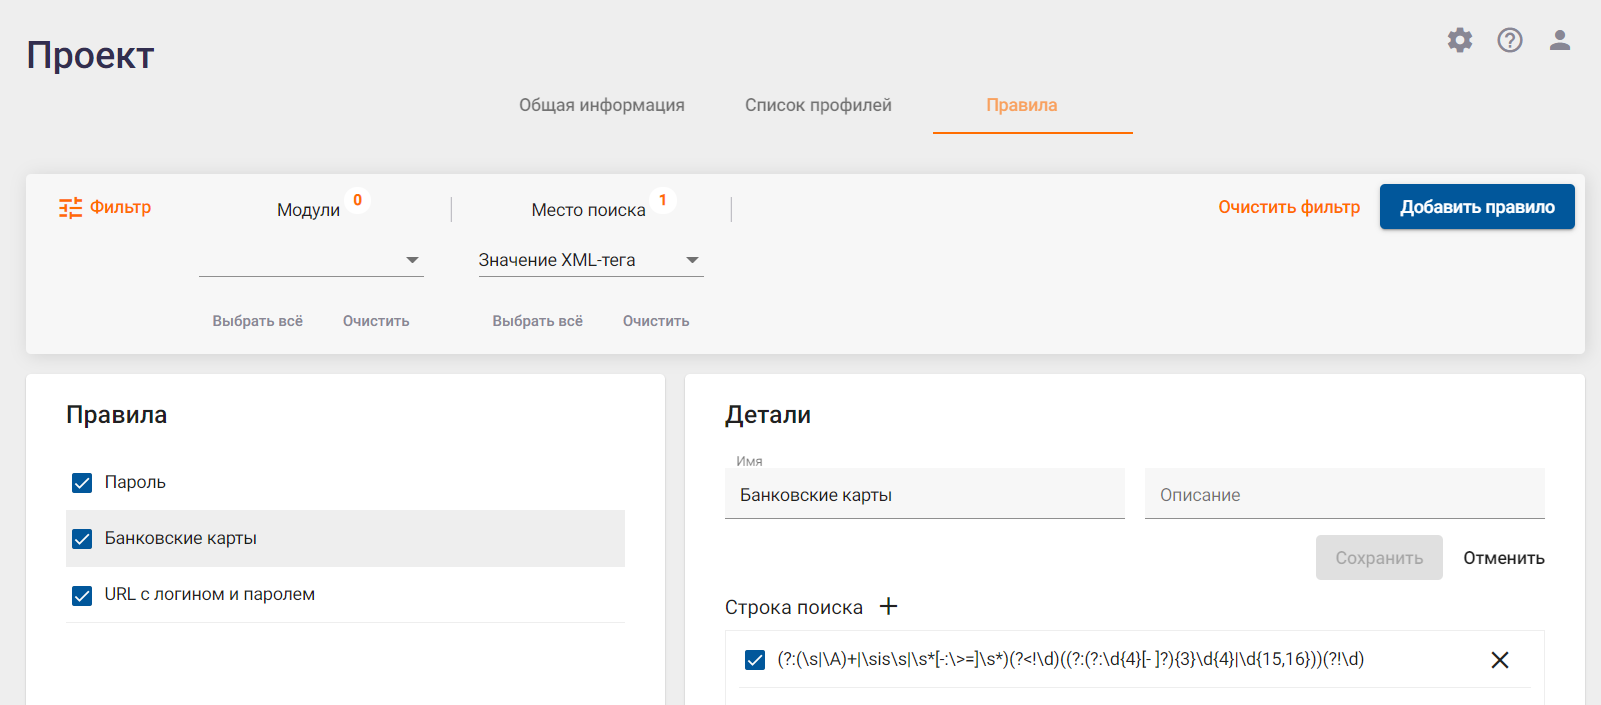 Проект
Общая информация
Список профилей
Правила
Фильтр
Модули 0
Место поиска 1
Очистить фильтр
Добавить правило
Значение XML-тега
Выбрать всё
Очистить
Выбрать всё
Очистить
Правила
Пароль
Банковские карты
URL с логином и паролем
Детали
Имя
Банковские карты
Описание
Сохранить
Отменить
Строка поиска +
(?:(\s|\A)+|\sis\s|\s*[-:\>=]\s*)(?<!\d)((?:(?:\d{4}[- ]?){3}\d{4}|\d{15,16}))(?!\d)